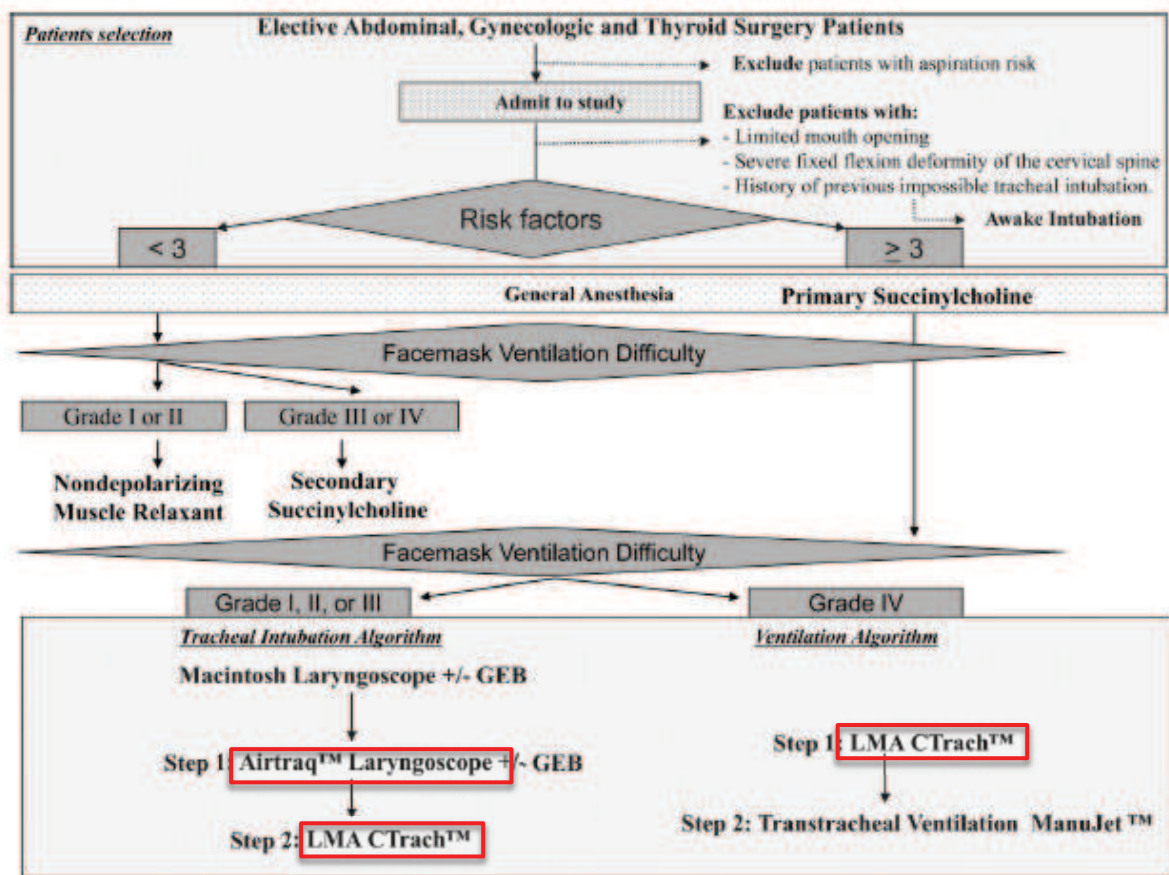 Elective Abdominal, Gynecologic and Thyroid Surgery Patients
Patients selection
Exclude patients with aspiration risk
Admit to study
Exclude patients with:
- Limited mouth opening
- Severe fixed flexion deformity of the cervical spine
- History of previous impossible tracheal intubation.
Risk factors
Awake Intubation
< 3
≥ 3
General Anesthesia
Primary Succinylcholine
Facemask Ventilation Difficulty
Grade I or II
Grade III or IV
Nondepolarizing
Muscle Relaxant
Secondary
Succinylcholine
Facemask Ventilation Difficulty
Grade I, II, or III
Grade IV
Tracheal Intubation Algorithm
Macintosh Laryngoscope +/- GEB
Step 1: Airtraq™ Laryngoscope +/- GEB
Step 2: LMA CTrach™
Ventilation Algorithm
Step 1: LMA CTrach™
Step 2: Transtracheal Ventilation ManuJet ™